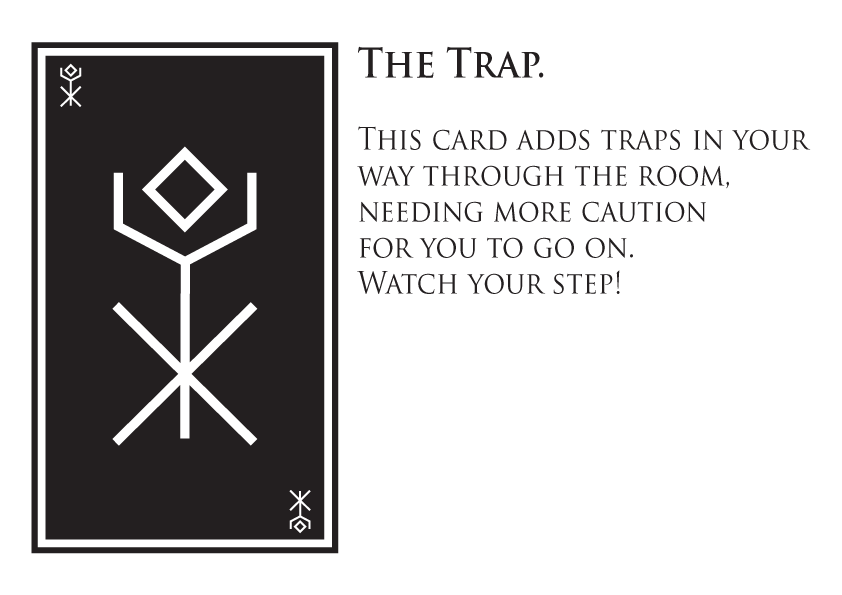 The Trap.
This card adds traps in your
way through the room,
needing more caution
for you to go on.
Watch your step!